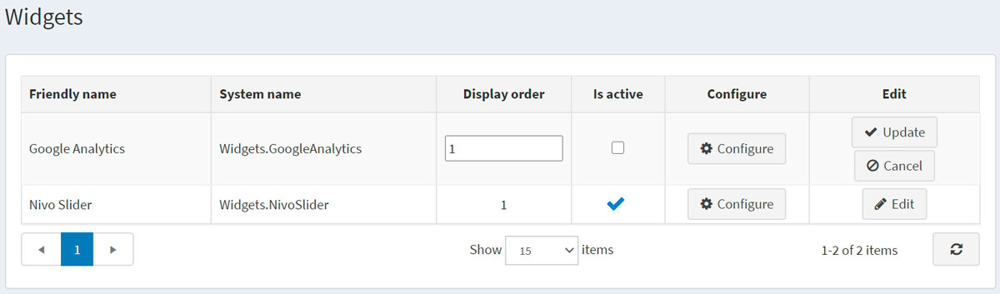 Widgets
Friendly name System name Display order Is active Configure Edit
Google Analytics Widgets.GoogleAnalytics 1 Configure Update
Cancel
Nivo Slider Widgets.NivoSlider 1 Configure Edit
1 Show 15 items 1-2 of 2 items